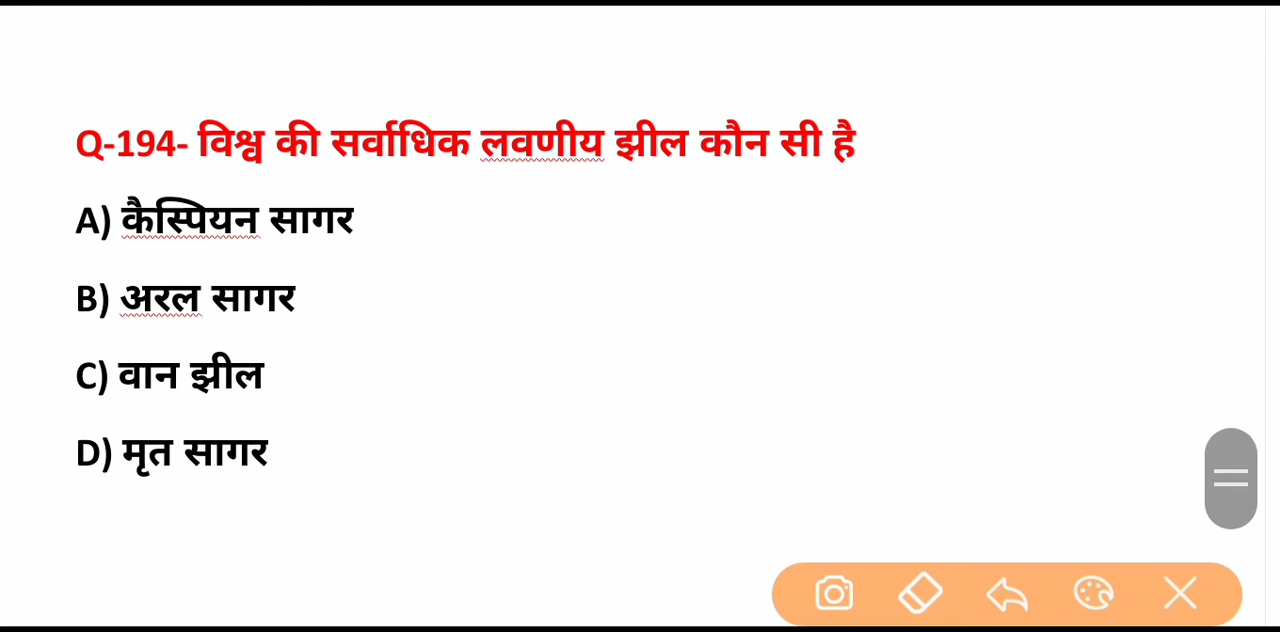 Q-194- विश्व की सर्वाधिक लवणीय झील कौन सी है
A) कैस्पियन सागर
B) अरल सागर
C) वान झील
D) मृत सागर